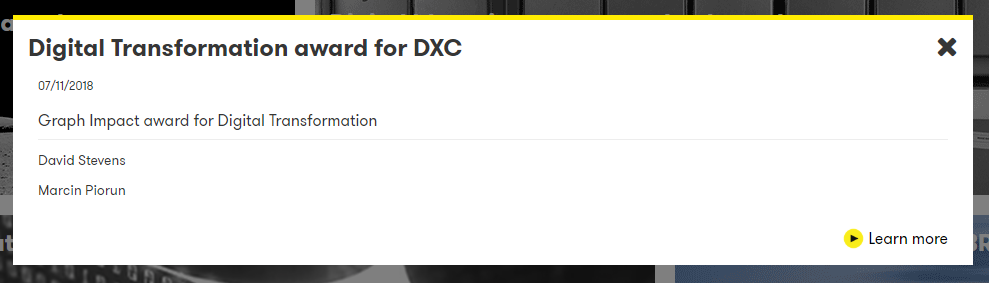 Digital Transformation award for DXC
07/11/2018
Graph Impact award for Digital Transformation
David Stevens
Marcin Piorun
Learn more